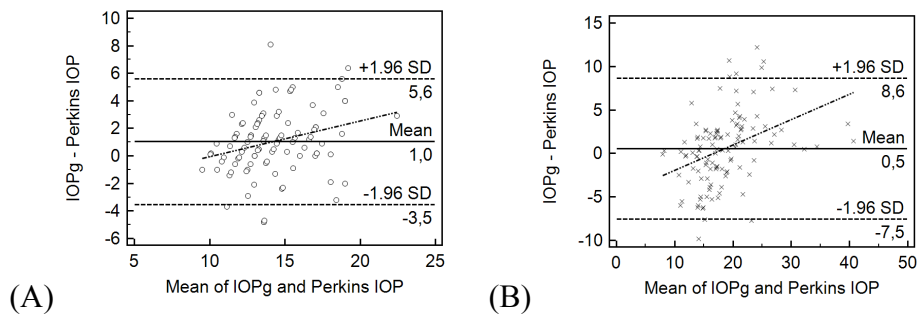 10
8
6
4
2
0
-2
-4
-6
IOPg - Perkins IOP
+1.96 SD
5,6
Mean
1,0
-1.96 SD
-3,5
5 10 15 20 25
Mean of IOPg and Perkins IOP
(A)
15
10
5
0
-5
-10
IOPg - Perkins IOP
+1.96 SD
8,6
Mean
0,5
-1.96 SD
-7,5
0 10 20 30 40 50
Mean of IOPg and Perkins IOP
(B)